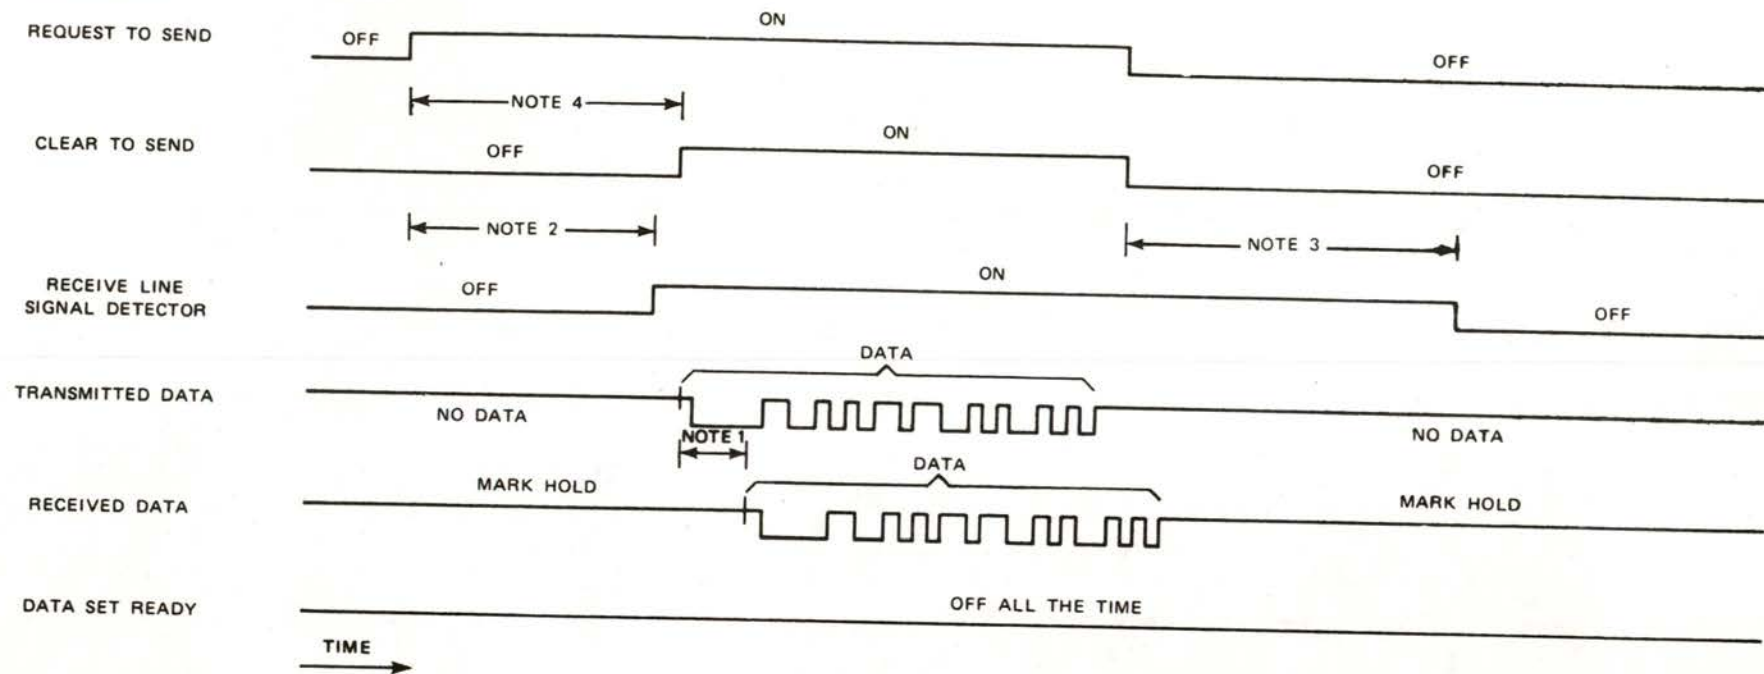 ON
REQUEST TO SEND
OFF
OFF
NOTE 4
CLEAR TO SEND
OFF
ON
OFF
NOTE 2
NOTE 3
RECEIVE LINE
SIGNAL DETECTOR
OFF
ON
OFF
DATA
TRANSMITTED DATA
NO DATA
NOTE 1
NO DATA
DATA
RECEIVED DATA
MARK HOLD
MARK HOLD
DATA SET READY
OFF ALL THE TIME
TIME